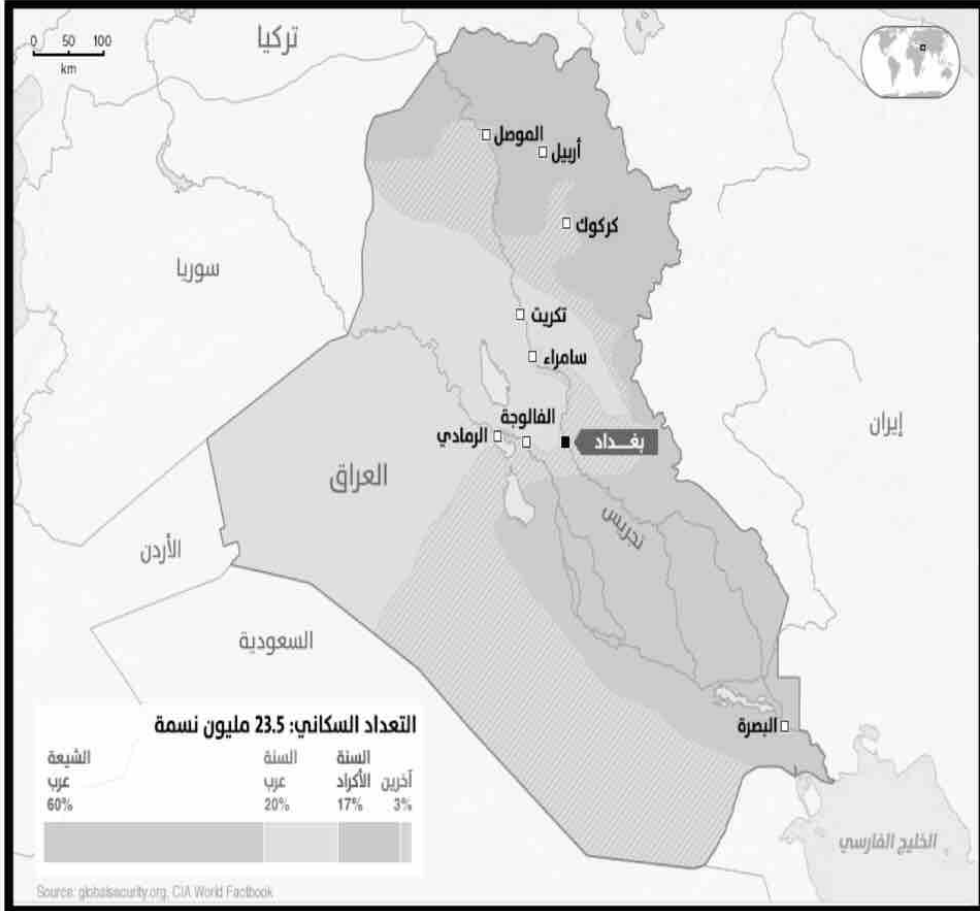 تركيا
0 50 100
km
الموصل
أربيل
كركوك
سوريا
تكريت
سامراء
إيران
الفالوجة
الرمادي
بغـــداد
العراق
تجريس
الأردن
السعودية
البصرة
الخليج الفارسي
التعداد السكاني: 23.5 مليون نسمة
الشيعة عرب 60%
السنة عرب 20%
السنة الأكراد 17%
آخرين 3%
Source: globalsecurity.org, CIA World Factbook